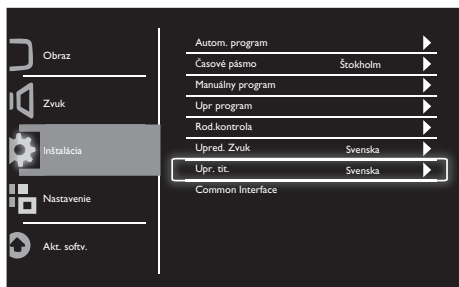 Obraz
Zvuk
Inštalácia
Nastavenie
Akt. softv.
Autom. program
Časové pásmo Štokholm
Manuálny program
Upr program
Rod.kontrola
Upred. Zvuk Svenska
Upr. tit. Svenska
Common Interface